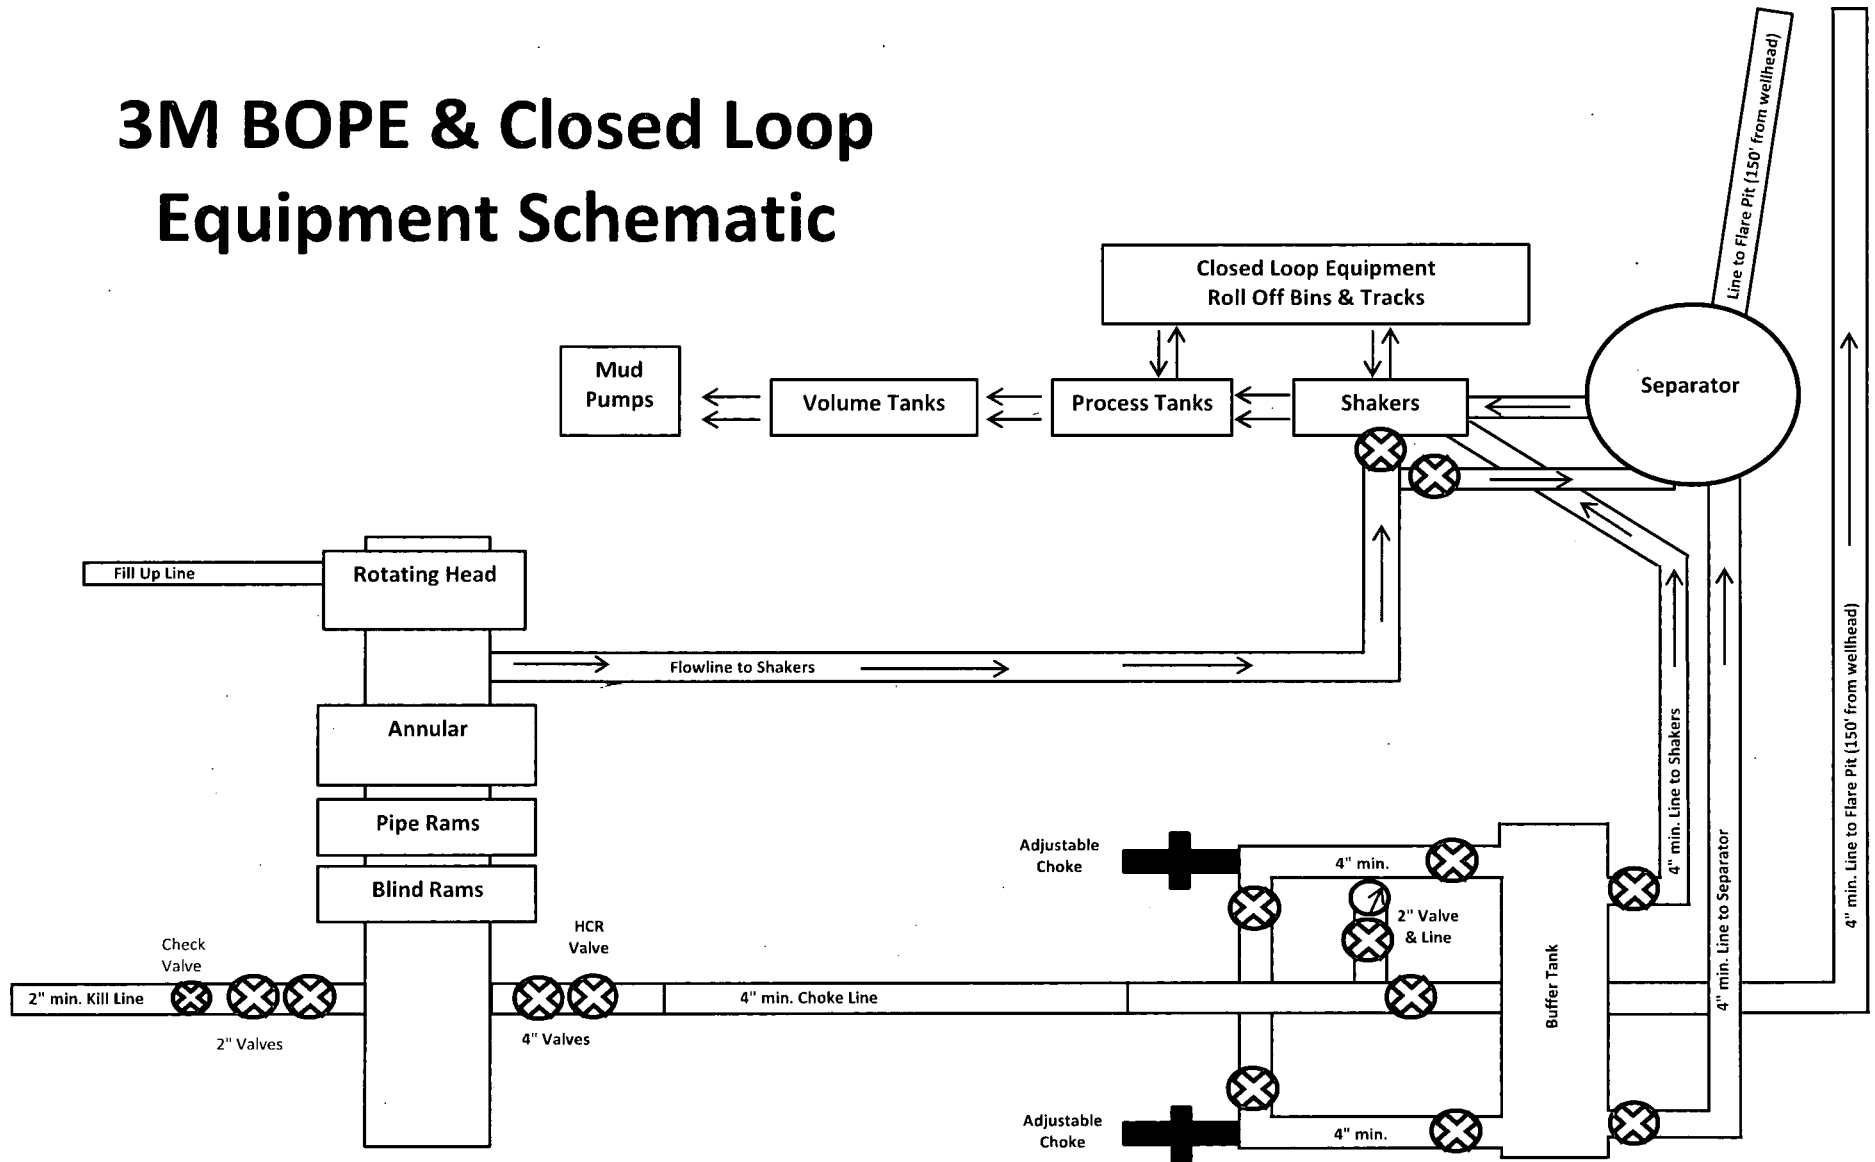 3M BOPE & Closed Loop
Equipment Schematic
Line to Flare Pit (150' from wellhead)
Closed Loop Equipment
Roll Off Bins & Tracks
Mud
Pumps
Volume Tanks
Process Tanks
Shakers
Separator
Fill Up Line
Rotating Head
Flowline to Shakers
Annular
Pipe Rams
Blind Rams
Adjustable
Choke
4" min.
2" Valve
& Line
4" min. Line to Shakers
4" min. Line to Separator
4" min. Line to Flare Pit (150' from wellhead)
Check
Valve
HCR
Valve
2" min. Kill Line
4" min. Choke Line
2" Valves
4" Valves
Buffer Tank
Adjustable
Choke
4" min.